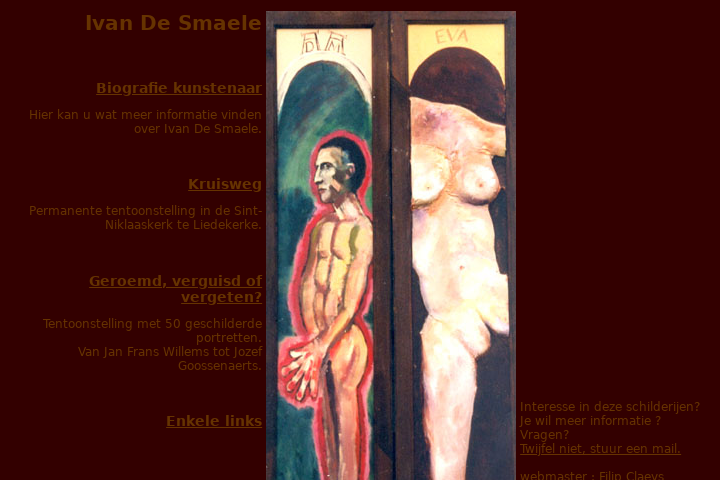 Ivan De Smaele
Biografie kunstenaar
Hier kan u wat meer informatie vinden
over Ivan De Smaele.
Kruisweg
Permanente tentoonstelling in de Sint-
Niklaaskerk te Liedekerke.
Geroemd, verguisd of
vergeten?
Tentoonstelling met 50 geschilderde
portretten.
Van Jan Frans Willems tot Jozef
Goossenaerts.
Enkele links
ADAM
EVA
Interesse in deze schilderijen?
Je wil meer informatie ?
Vragen?
Twijfel niet, stuur een mail.
webmaster : Filip Claeys